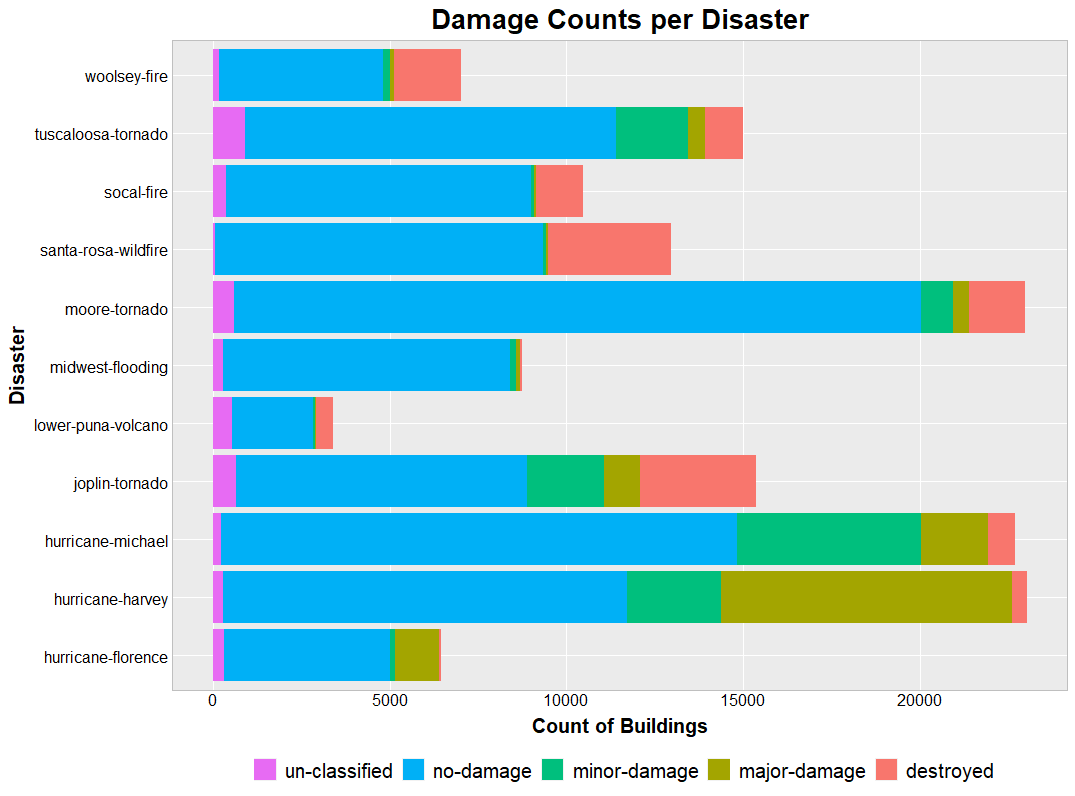 Damage Counts per Disaster
Disaster
woolsey-fire
tuscaloosa-tornado
socal-fire
santa-rosa-wildfire
moore-tornado
midwest-flooding
lower-puna-volcano
joplin-tornado
hurricane-michael
hurricane-harvey
hurricane-florence
0 5000 10000 15000 20000
Count of Buildings
un-classified no-damage minor-damage major-damage destroyed